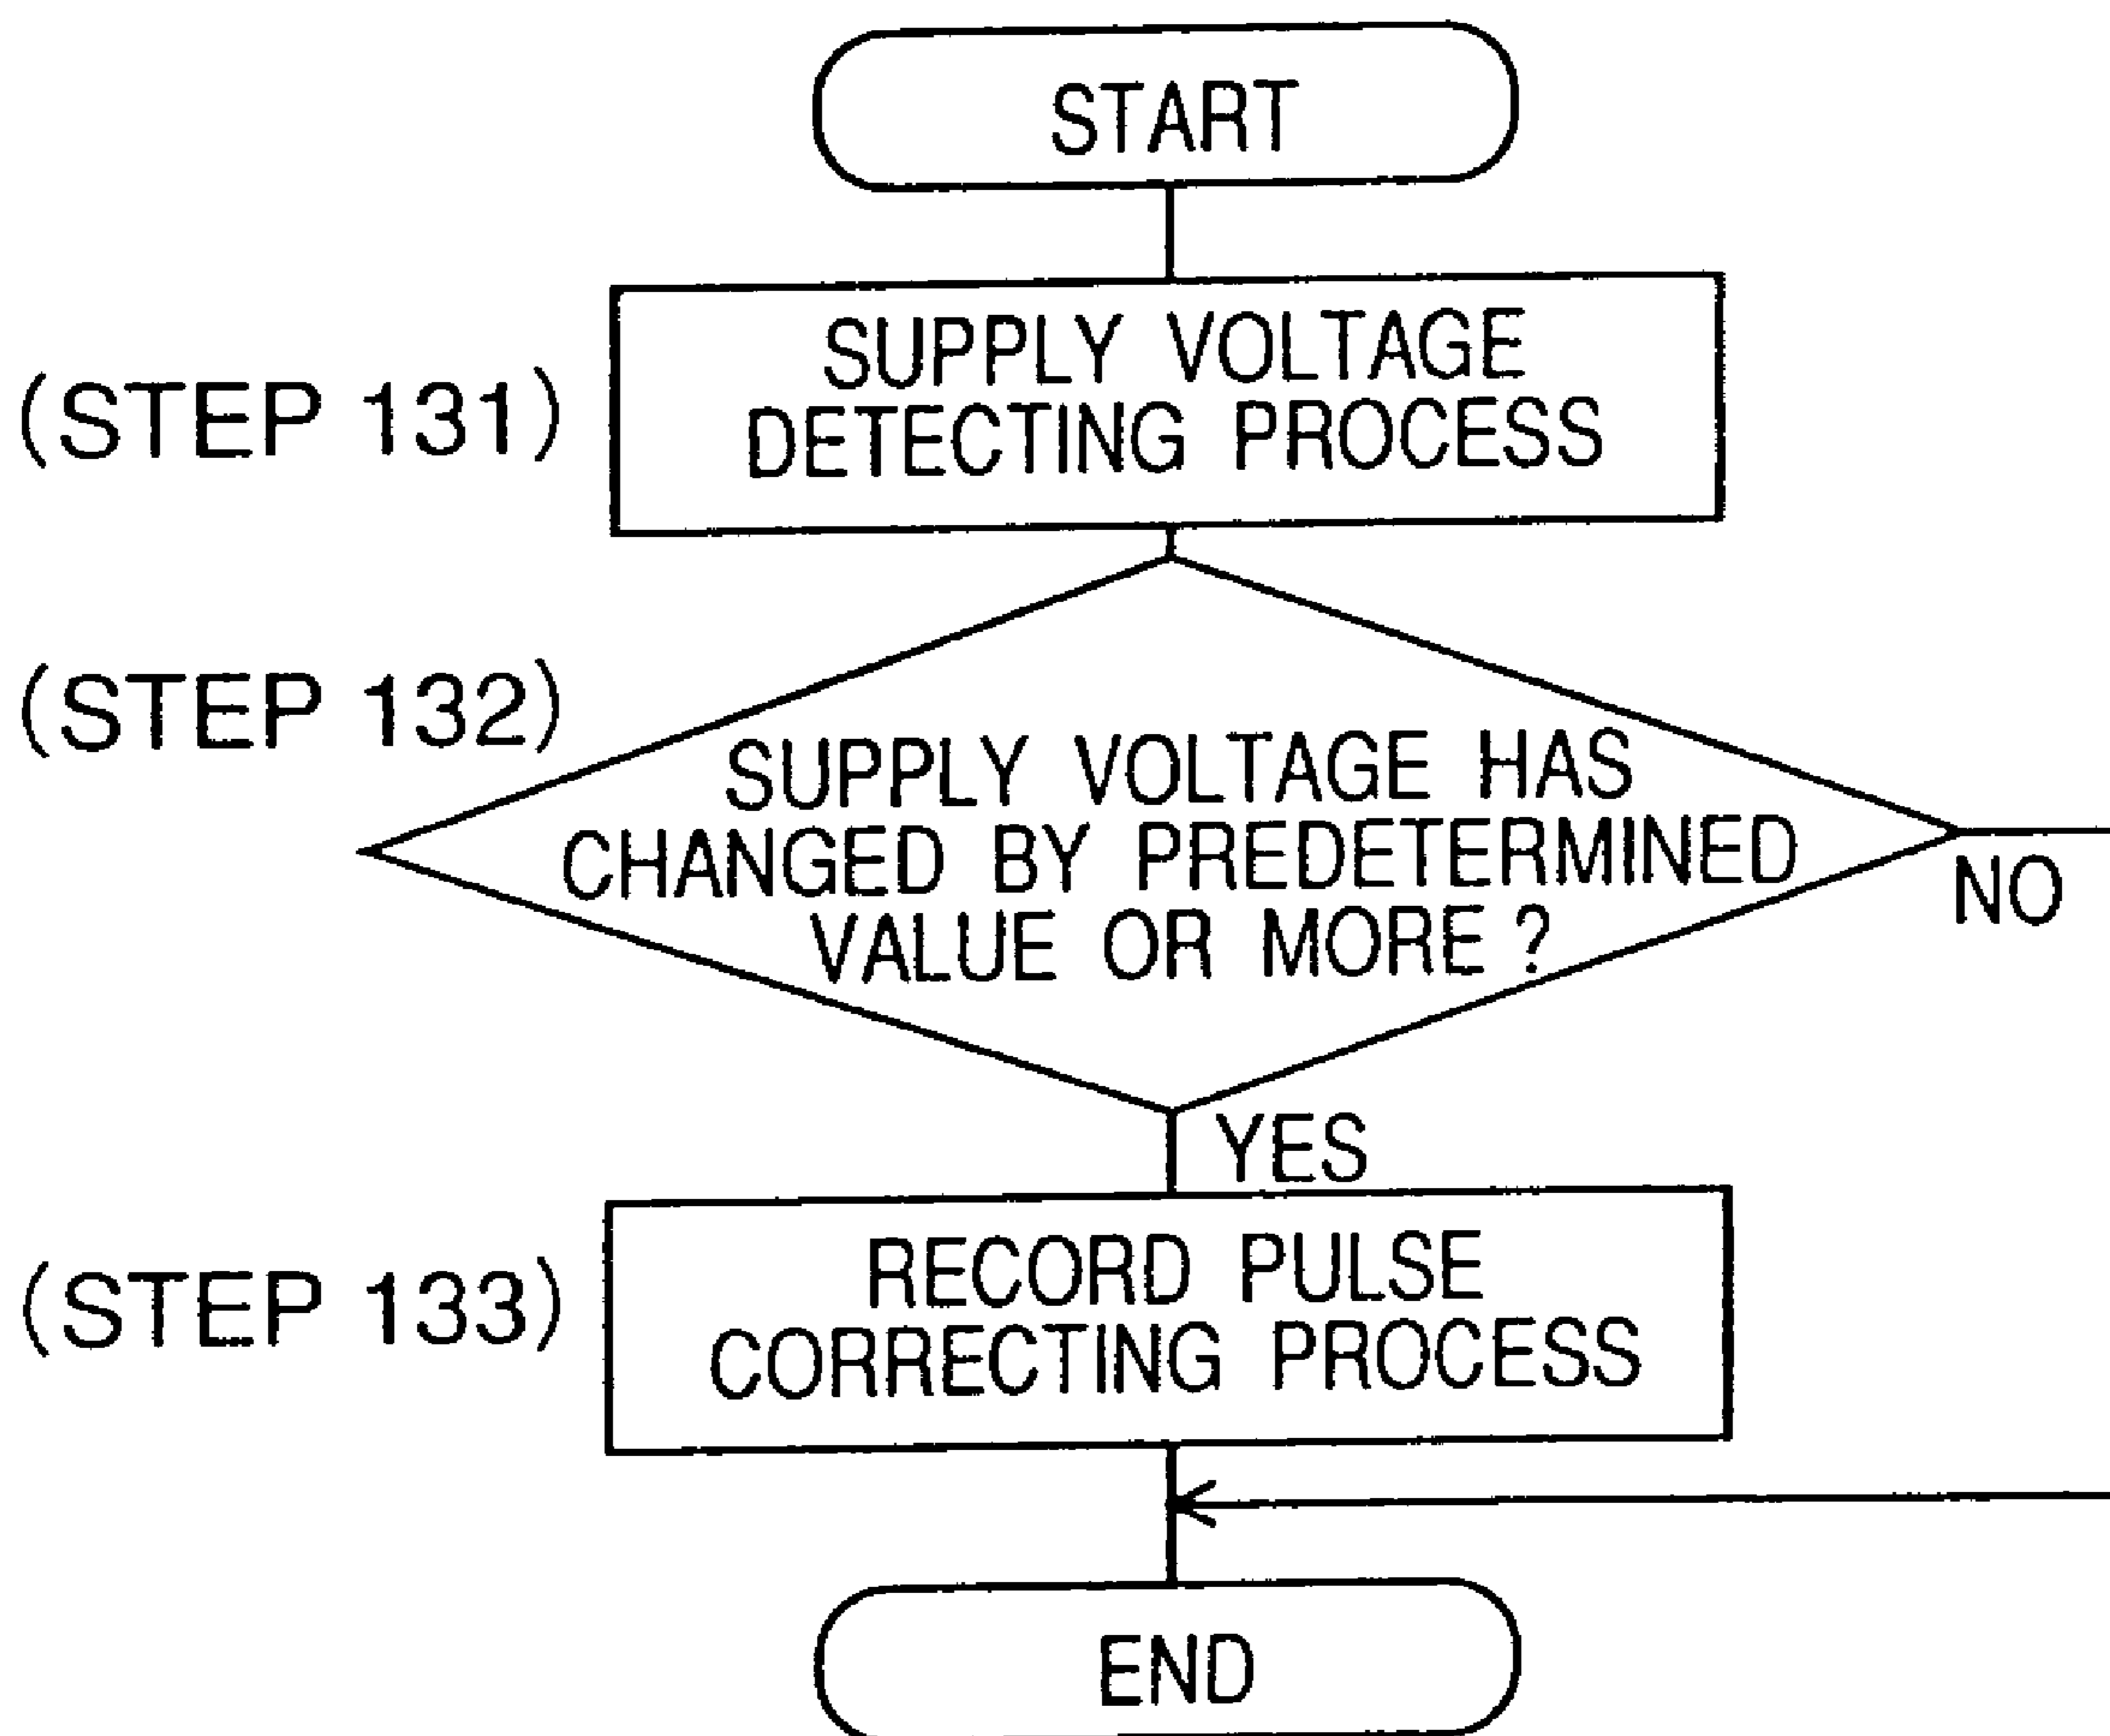 START
(STEP 131)
SUPPLY VOLTAGE
DETECTING PROCESS
(STEP 132)
SUPPLY VOLTAGE HAS
CHANGED BY PREDETERMINED
VALUE OR MORE ?
NO
YES
(STEP 133)
RECORD PULSE
CORRECTING PROCESS
END